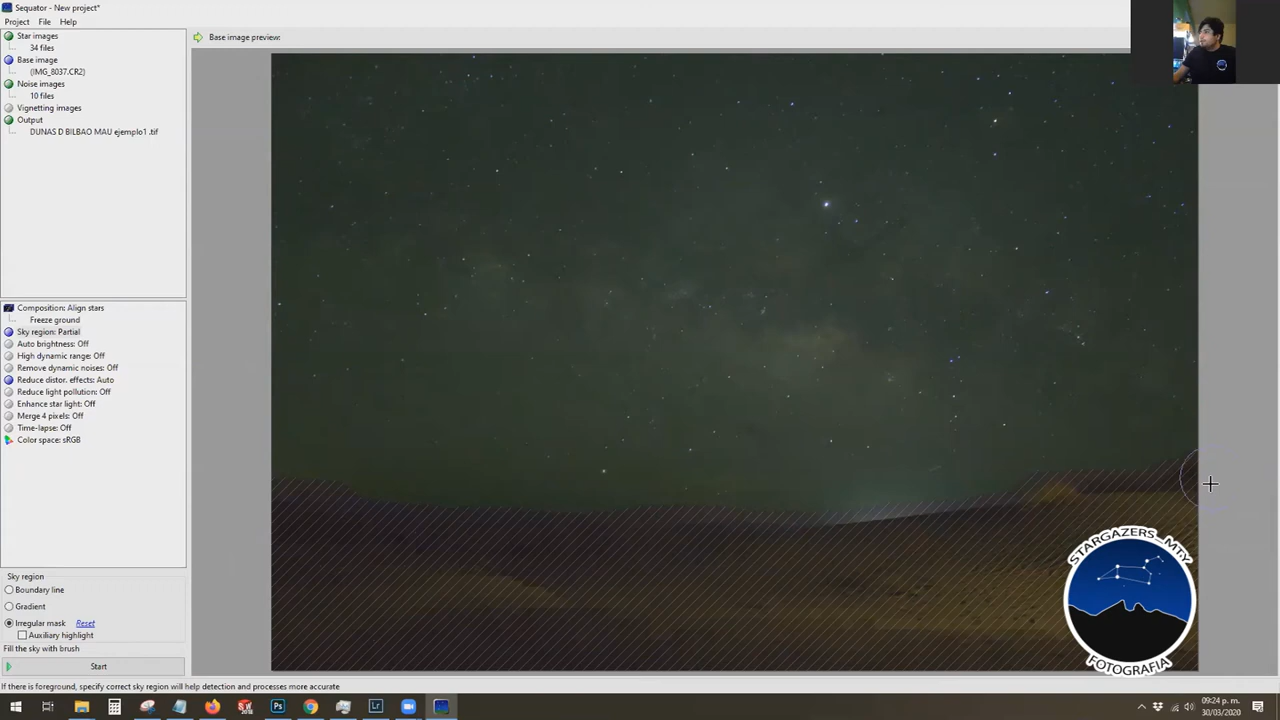 Sequator - New project*
Project File Help
Star images
34 files
Base image
(IMG_8037.CR2)
Noise images
10 files
Vignetting images
Output
DUNAS D BILBAO MAU ejemplo1 .tif
Base image preview:
Composition: Align stars
Freeze ground
Sky region: Partial
Auto brightness: Off
High dynamic range: Off
Remove dynamic noises: Off
Reduce distor. effects: Auto
Reduce light pollution: Off
Enhance star light: Off
Merge 4 pixels: Off
Time-lapse: Off
Color space: sRGB
Sky region
Boundary line
Gradient
Irregular mask Reset
Auxiliary highlight
Fill the sky with brush
Start
If there is foreground, specify correct sky region will help detection and processes more accurate
STARGAZERS_MTY
FOTOGRAFIA
09:24 p. m.
30/03/2020